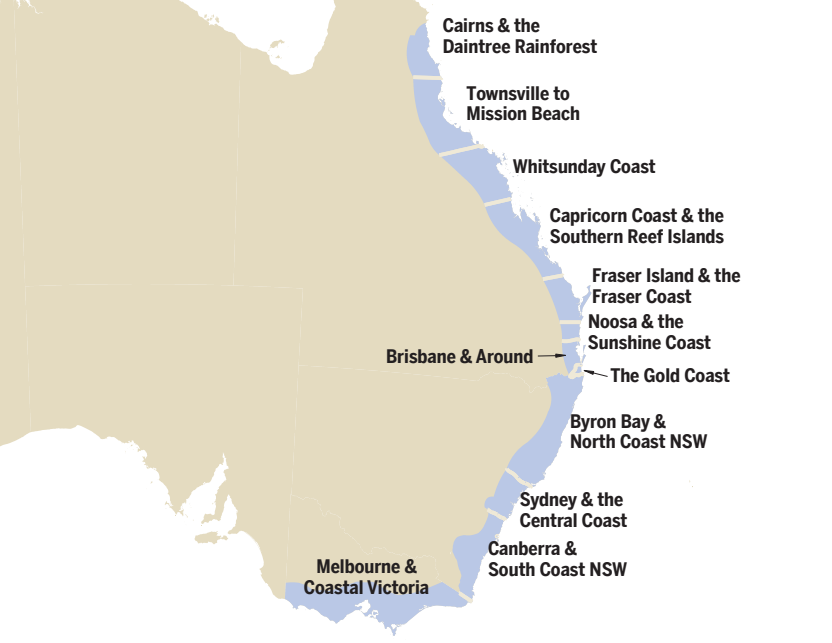 Cairns & the
Daintree Rainforest
Townsville to
Mission Beach
Whitsunday Coast
Capricorn Coast & the
Southern Reef Islands
Fraser Island & the
Fraser Coast
Noosa & the
Sunshine Coast
Brisbane & Around
The Gold Coast
Byron Bay &
North Coast NSW
Sydney & the
Central Coast
Canberra &
South Coast NSW
Melbourne &
Coastal Victoria